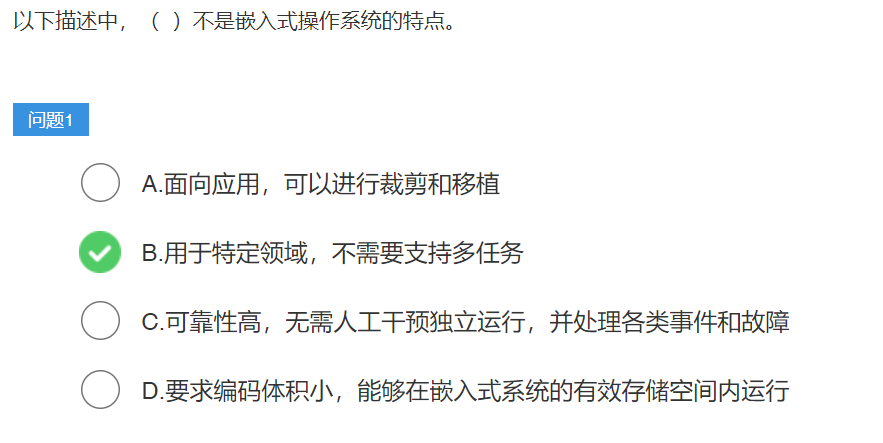 以下描述中，（ ）不是嵌入式操作系统的特点。
问题1
A.面向应用，可以进行裁剪和移植
B.用于特定领域，不需要支持多任务
C.可靠性高，无需人工干预独立运行，并处理各类事件和故障
D.要求编码体积小，能够在嵌入式系统的有效存储空间内运行